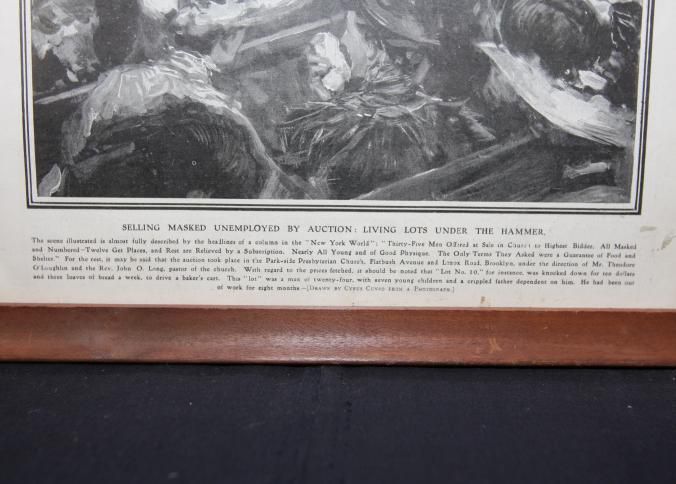 SELLING MASKED UNEMPLOYED BY AUCTION: LIVING LOTS UNDER THE HAMMER.
The scene illustrated is almost fully described by the headlines of a column in the "New York World": "Thirty-Five Men Offered at Sale in Church to Highest Bidder. All Masked
and Numbered—Twelve Get Places, and Rest are Relieved by a Subscription. Nearly All Young and of Good Physique. The Only Terms They Asked were a Guarantee of Food and
Shelter." For the rest, it may be said that the auction took place in the Park-side Presbyterian Church, Flatbush Avenue and Lenox Road, Brooklyn, under the direction of Mr. Theodore
O'Loughlin and the Rev. John O. Long, pastor of the church. With regard to the prices fetched, it should be noted that "Lot No. 10," for instance, was knocked down for ten dollars
and three loaves of bread a week, to drive a baker's cart. This "lot" was a man of twenty-four, with seven young children and a crippled father dependent on him. He had been out
of work for eight months.—[Drawn by Cyrus Cuneo from a Photograph.]